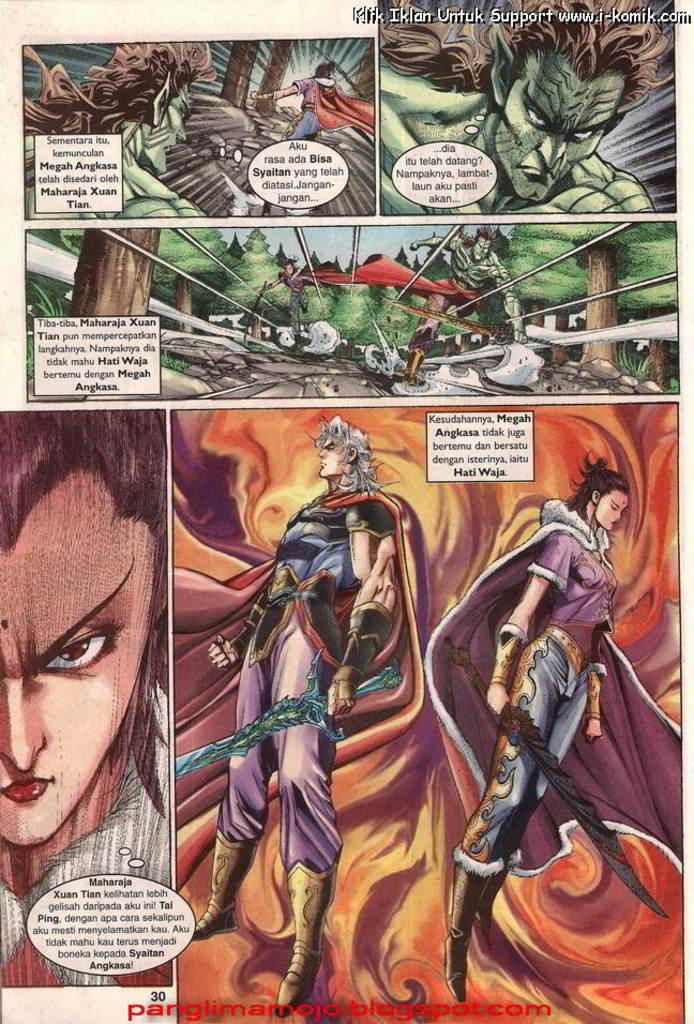 Klik Iklan Untuk Support www.i-komik.com
Sementara itu,
kemunculan
Megah Angkasa
telah disedari oleh
Maharaja Xuan
Tian.
Aku
rasa ada Bisa
Syaitan yang telah
diatasi.Jangan-
jangan...
...dia
itu telah datang?
Nampaknya, lambat-
laun aku pasti
akan...
Tiba-tiba, Maharaja Xuan
Tian pun mempercepatkan
langkahnya. Nampaknya dia
tidak mahu Hati Waja
bertemu dengan Megah
Angkasa.
Kesudahannya, Megah
Angkasa tidak juga
bertemu dan bersatu
dengan isterinya, iaitu
Hati Waja.
Maharaja
Xuan Tian kelihatan lebih
gelisah daripada aku ini! Tai
Ping, dengan apa cara sekalipun
aku mesti menyelamatkan kau. Aku
tidak mahu kau terus menjadi
boneka kepada Syaitan
Angkasa!
30
panglimamojo.blogspot.com